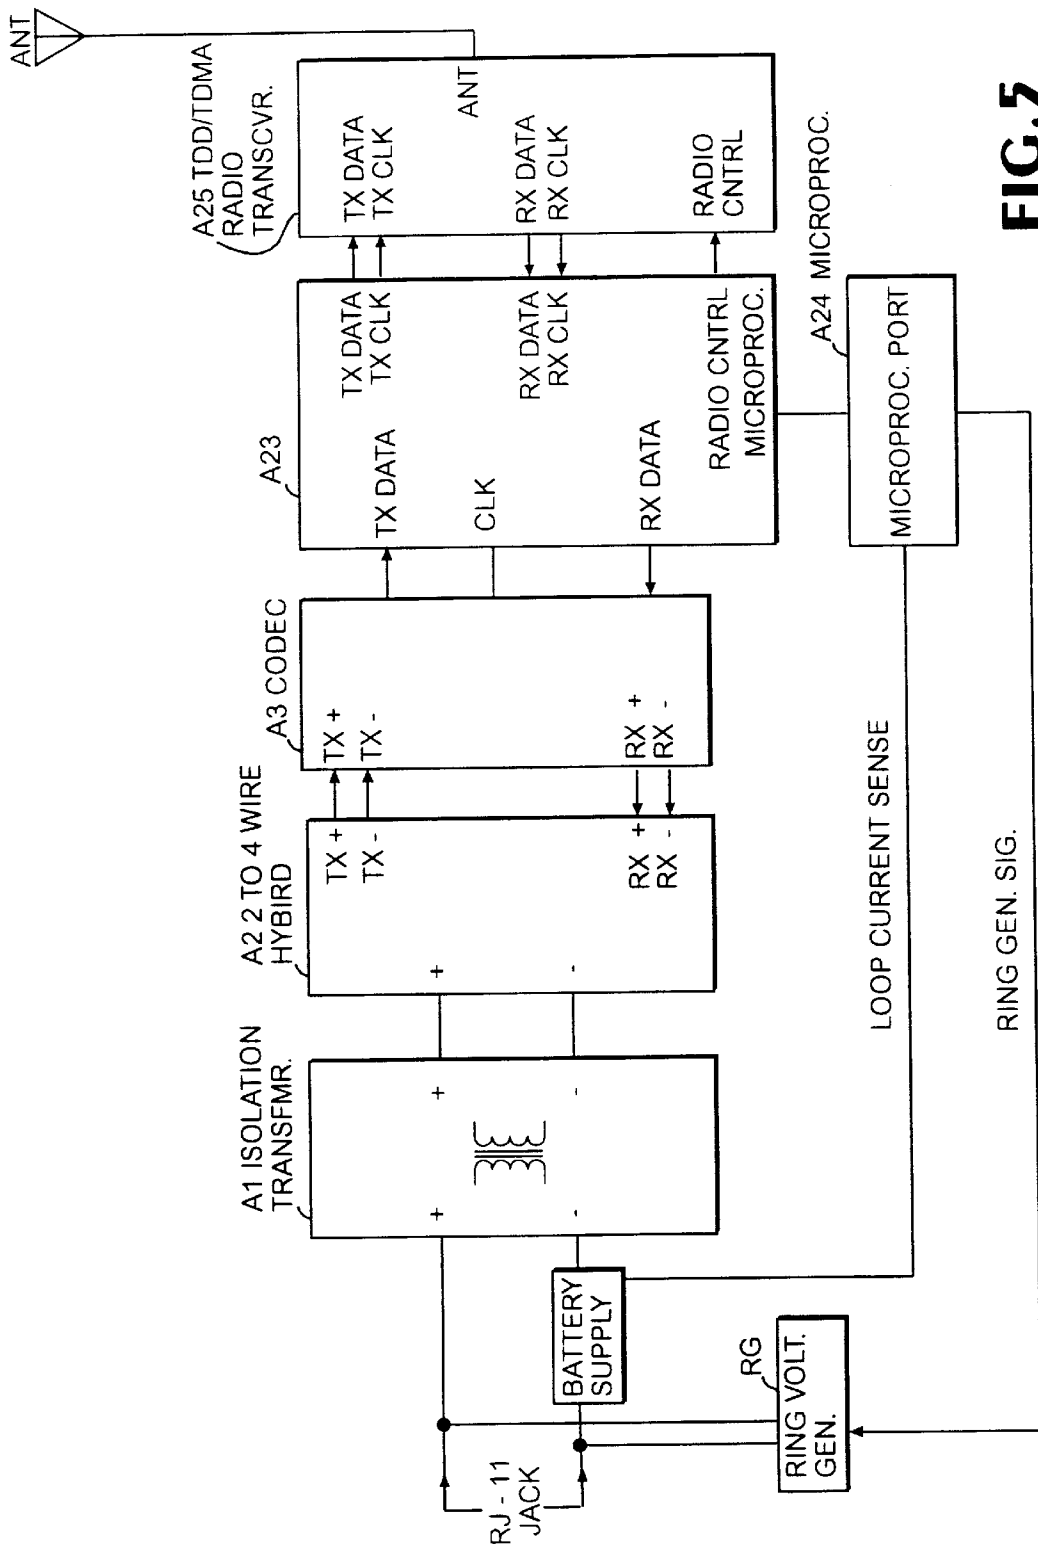 ANT
A25 TDD/TDMA
RADIO
TRANSCVR.
TX DATA
TX CLK
ANT
RX DATA
RX CLK
RADIO
CNTRL
A23
TX DATA
TX CLK
RX DATA
RX CLK
RADIO CNTRL
MICROPROC.
TX DATA
CLK
RX DATA
A24 MICROPROC.
MICROPROC. PORT
A3 CODEC
TX +
TX -
RX +
RX -
A2 2 TO 4 WIRE
HYBIRD
TX +
TX -
RX +
RX -
+
-
A1 ISOLATION
TRANSFMR.
+
-
+
-
BATTERY
SUPPLY
RJ - 11
JACK
RG
RING VOLT.
GEN.
LOOP CURRENT SENSE
RING GEN. SIG.
FIG.5